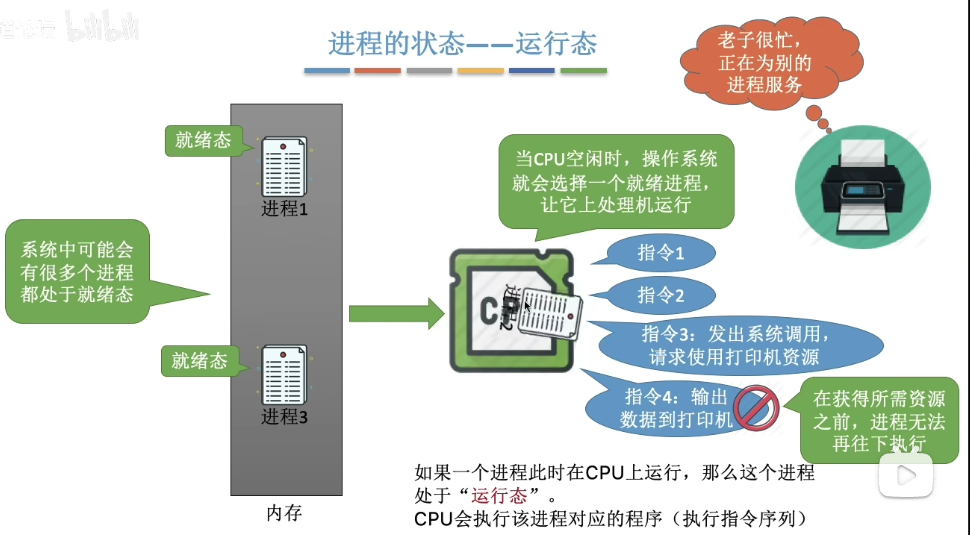 bilibili
进程的状态——运行态
老子很忙，
正在为别的
进程服务
就绪态
进程1
当CPU空闲时，操作系统
就会选择一个就绪进程，
让它上处理机运行
系统中可能会
有很多个进程
都处于就绪态
指令1
指令2
CP
进程2
指令3：发出系统调用，
请求使用打印机资源
就绪态
进程3
指令4：输出
数据到打印机
在获得所需资源
之前，进程无法
再往下执行
如果一个进程此时在CPU上运行，那么这个进程
处于“运行态”。
CPU会执行该进程对应的程序（执行指令序列）
内存